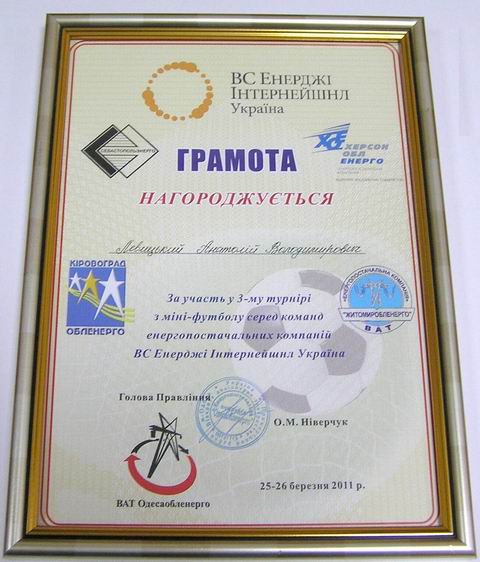 ВС ЕНЕРДЖІ
ІНТЕРНЕЙШНЛ
Україна
СЕВАСТОПОЛЬЭНЕРГО
ХЕРСОН
ОБЛ
ЕНЕРГО
ГРАМОТА
НАГОРОДЖУЄТЬСЯ
Левицький Анатолій Володимирович
КІРОВОГРАД
ОБЛЕНЕРГО
За участь у 3-му турнірі
з міні-футболу серед команд
енергопостачальних компаній
ВС Енерджі Інтернейшнл Україна
ЕНЕРГОПОСТАЧАЛЬНА КОМПАНІЯ
"ЖИТОМИРОБЛЕНЕРГО"
ВАТ
Голова Правління
О.М. Ніверчук
ВАТ Одесаобленерго
25-26 березня 2011 р.